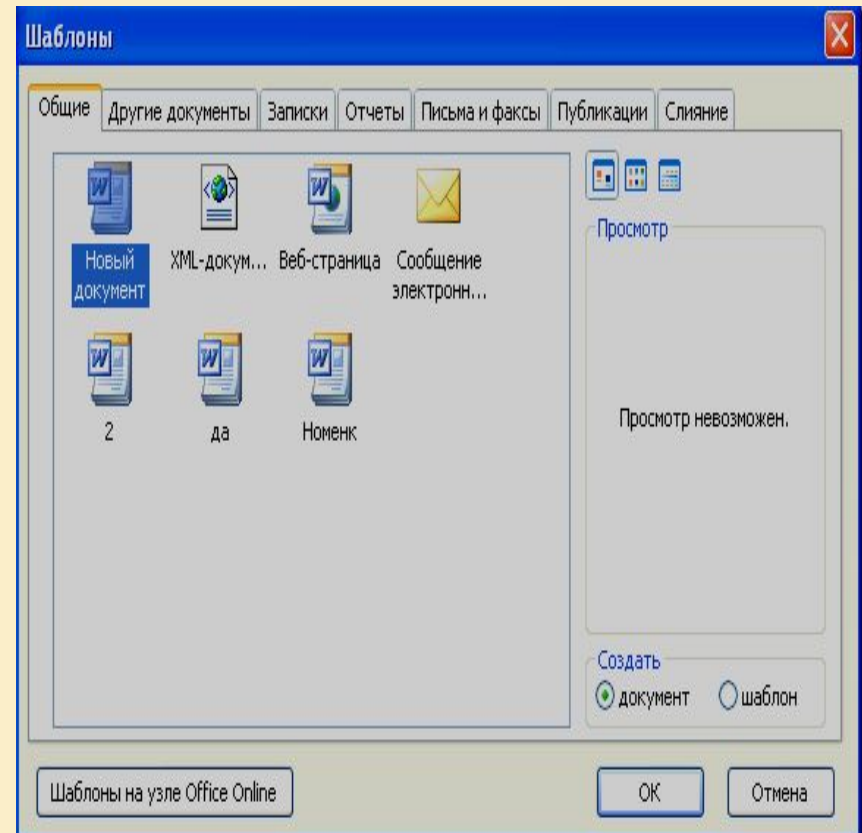 Шаблоны
Общие Другие документы Записки Отчеты Письма и факсы Публикации Слияние
Новый документ
XML-докум...
Веб-страница
Сообщение электронн...
2
да
Номенк
Просмотр
Просмотр невозможен.
Создать
документ шаблон
Шаблоны на узле Office Online
ОК
Отмена